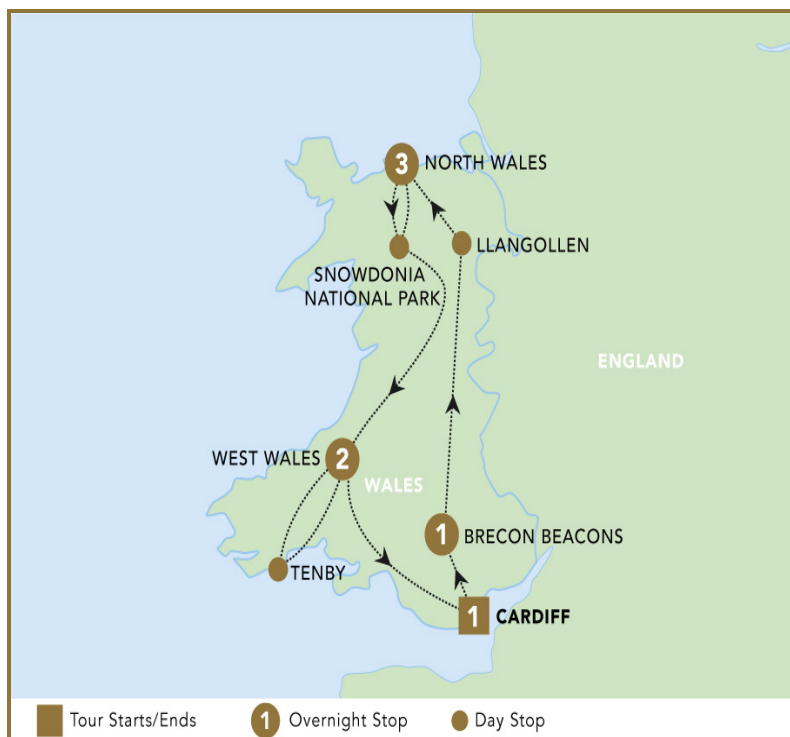 3 NORTH WALES
LLANGOLLEN
SNOWDONIA
NATIONAL PARK
ENGLAND
WEST WALES 2
WALES
1 BRECON BEACONS
TENBY
1 CARDIFF
Tour Starts/Ends 1 Overnight Stop Day Stop